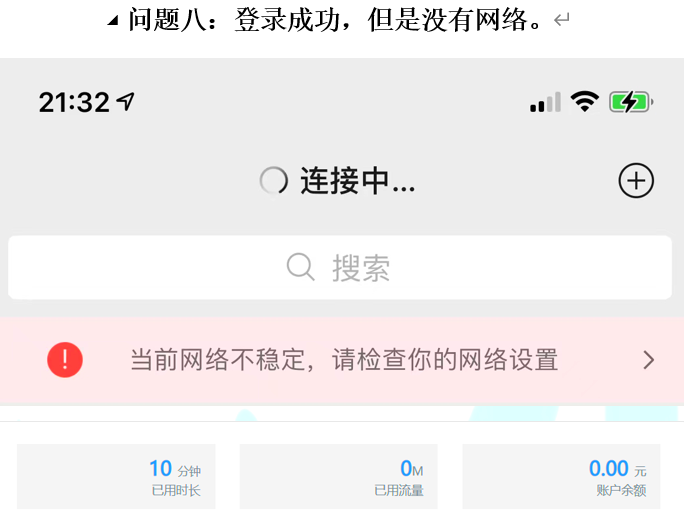 问题八：登录成功，但是没有网络。
21:32
连接中...
搜索
当前网络不稳定，请检查你的网络设置
10 分钟 0M 0.00 元
已用时长 已用流量 账户余额